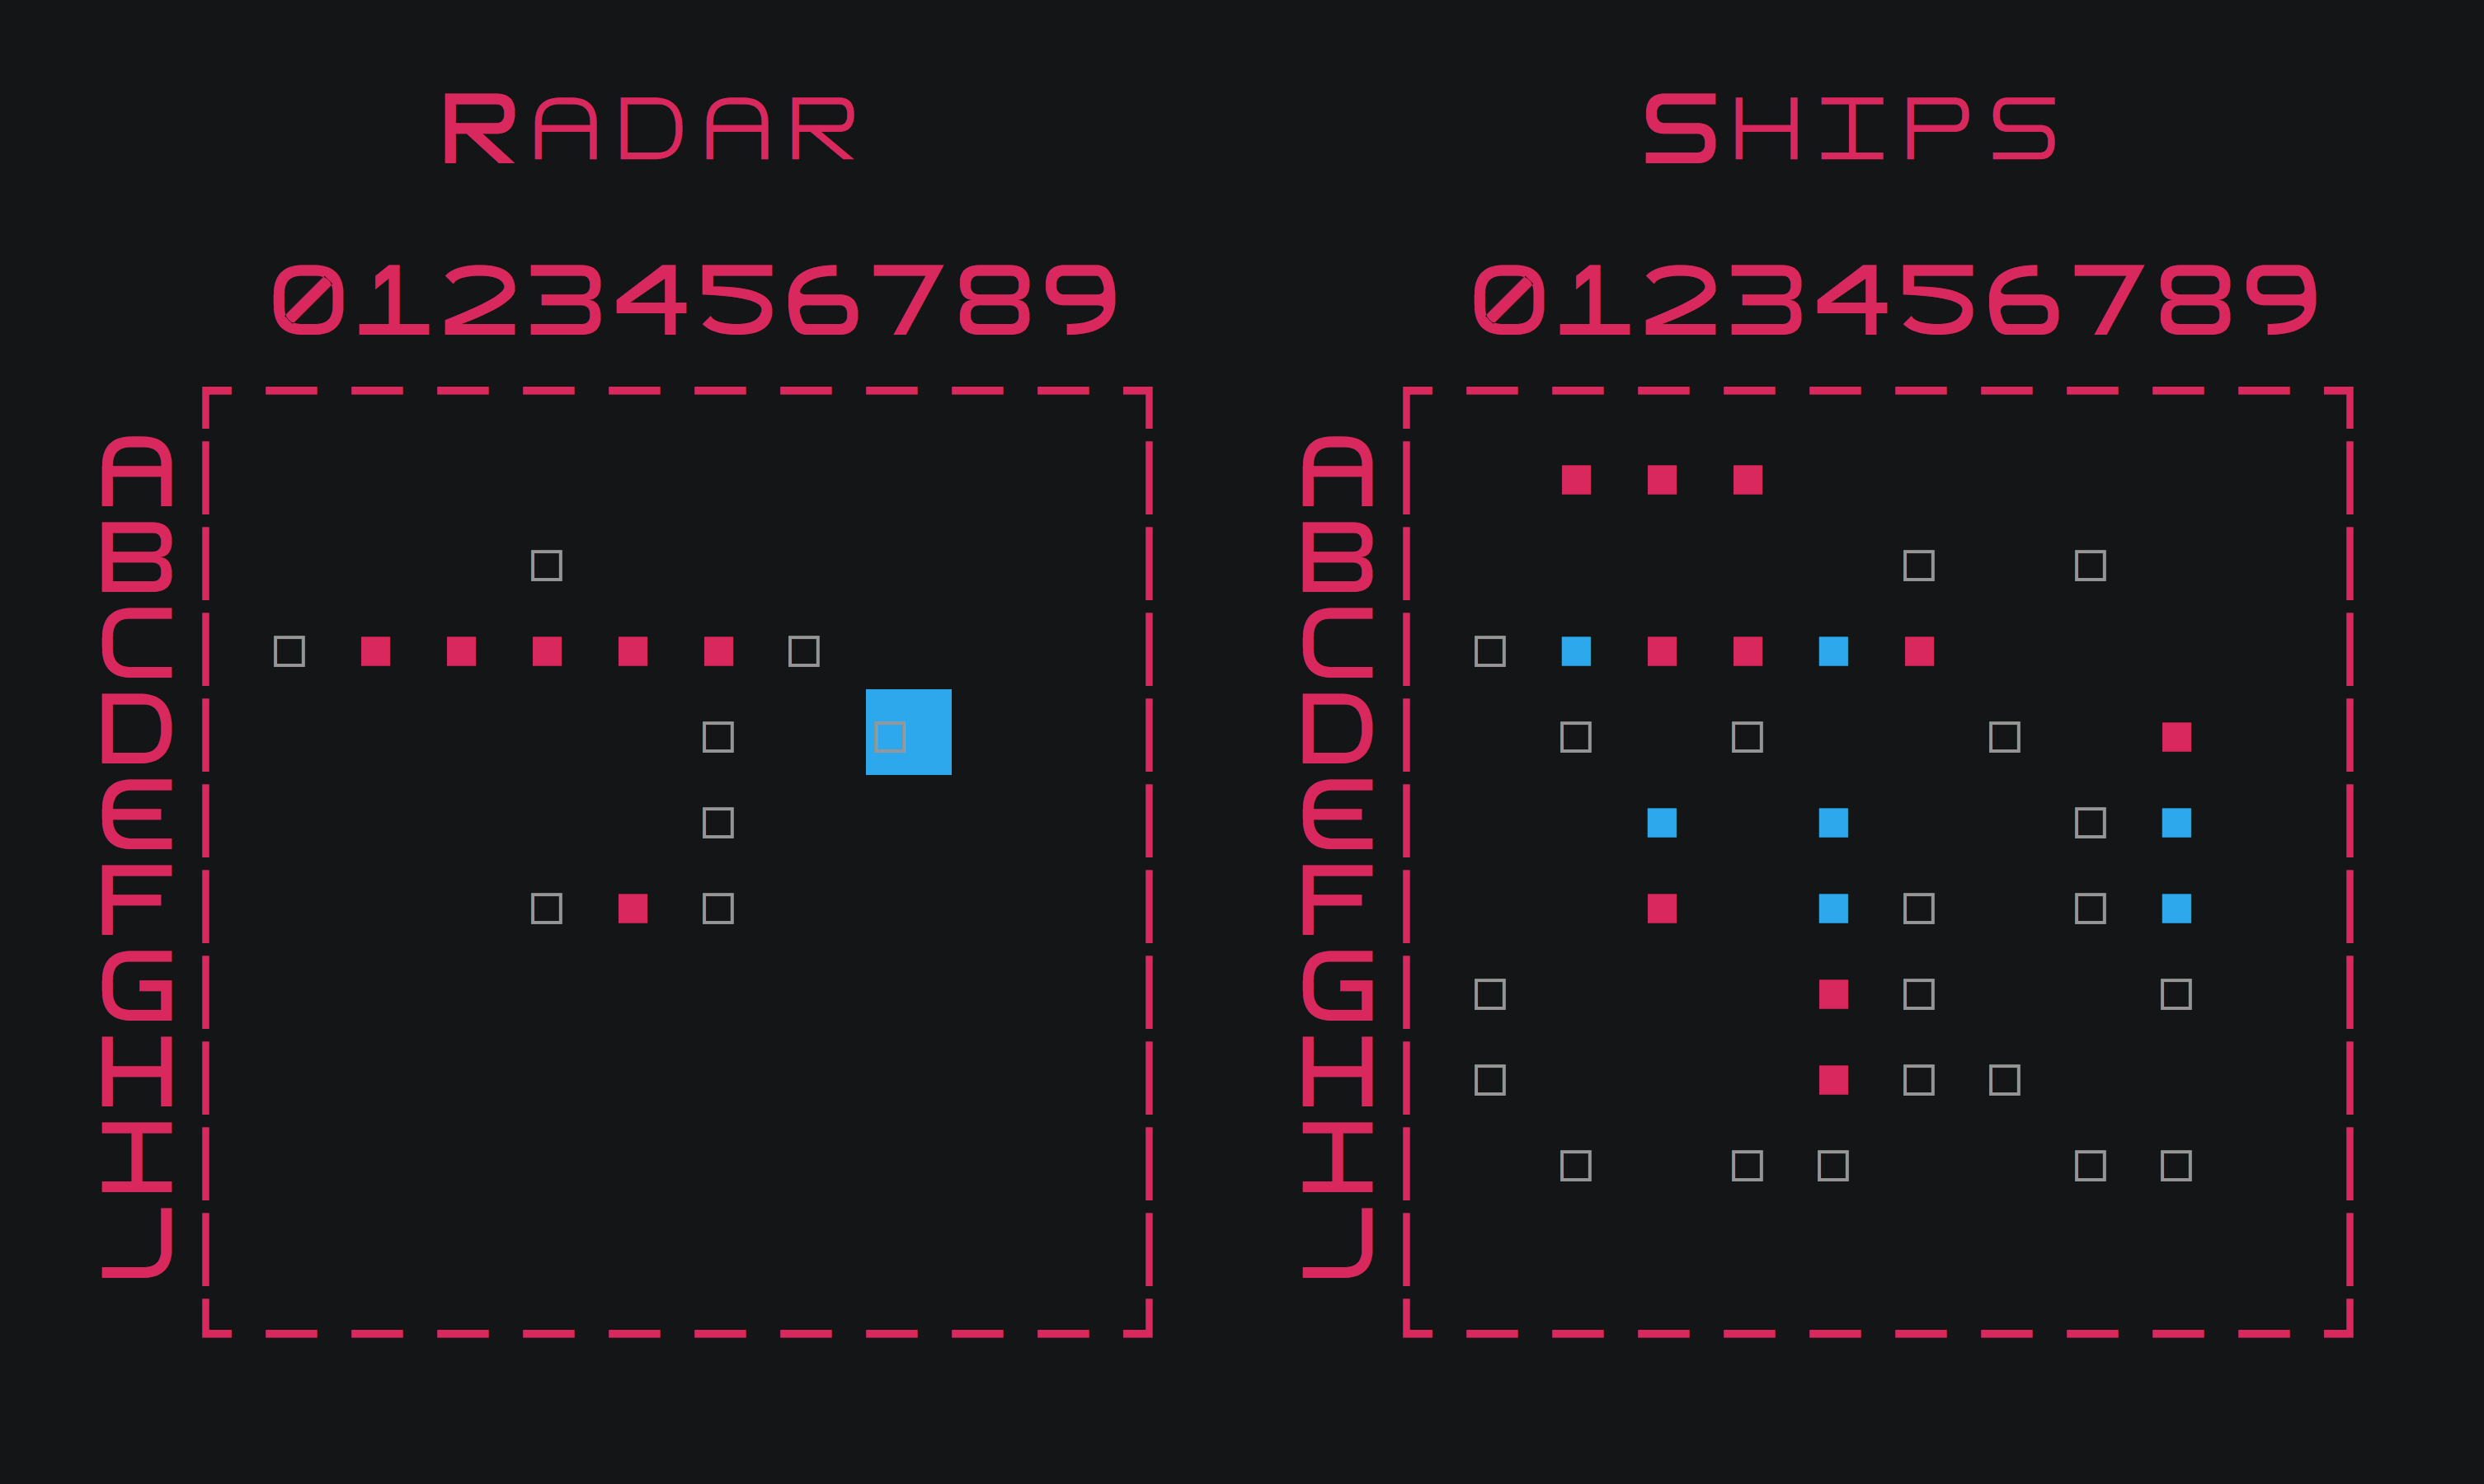 Radar Ships
0123456789 0123456789
A A
B B
C C
D D
E E
F F
G G
H H
I I
J J